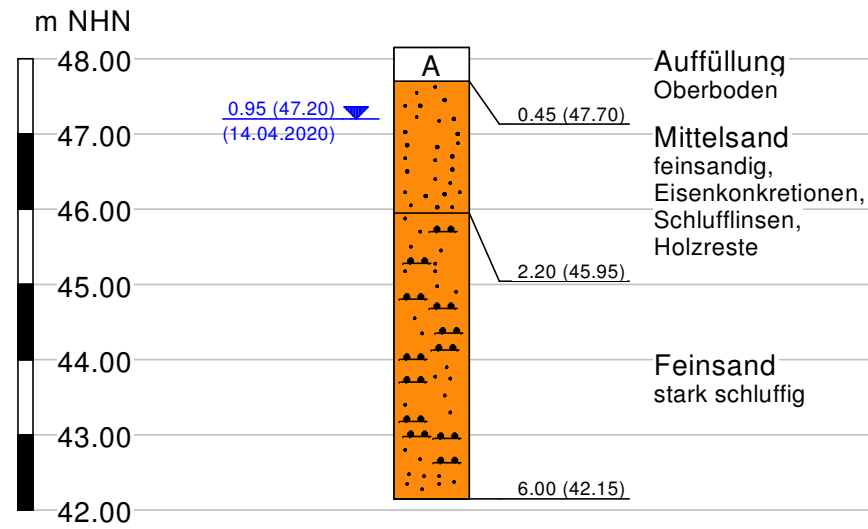 m NHN
48.00
A
Auffüllung
Oberboden
0.95 (47.20)
(14.04.2020)
0.45 (47.70)
47.00
Mittelsand
feinsandig,
Eisenkonkretionen,
Schlufflinsen,
Holzreste
46.00
2.20 (45.95)
45.00
44.00
Feinsand
stark schluffig
43.00
6.00 (42.15)
42.00